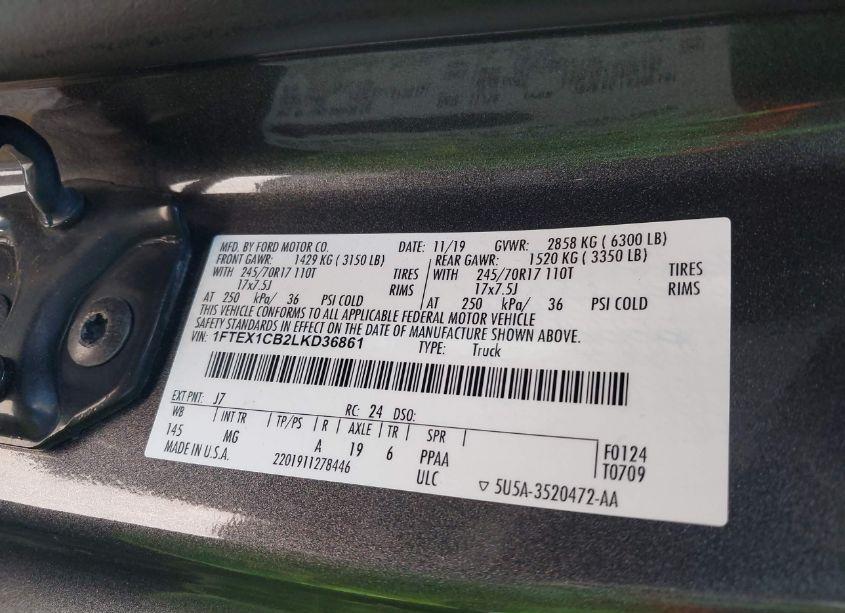 MFD. BY FORD MOTOR CO. DATE: 11/19 GVWR: 2858 KG ( 6300 LB)
FRONT GAWR: 1429 KG ( 3150 LB) REAR GAWR: 1520 KG ( 3350 LB)
WITH 245/70R17 110T TIRES WITH 245/70R17 110T TIRES
17x7.5J RIMS 17x7.5J RIMS
AT 250 kPa/ 36 PSI COLD AT 250 kPa/ 36 PSI COLD
THIS VEHICLE CONFORMS TO ALL APPLICABLE FEDERAL MOTOR VEHICLE
SAFETY STANDARDS IN EFFECT ON THE DATE OF MANUFACTURE SHOWN ABOVE.
VIN: 1FTEX1CB2LKD36861 TYPE: Truck
EXT PNT: J7 RC: 24 DSO:
WB INT TR TP/PS R AXLE TR SPR
145 MG A 19 6 PPAA F0124
MADE IN U.S.A. 2201911278446 ULC T0709
▽ 5U5A-3520472-AA